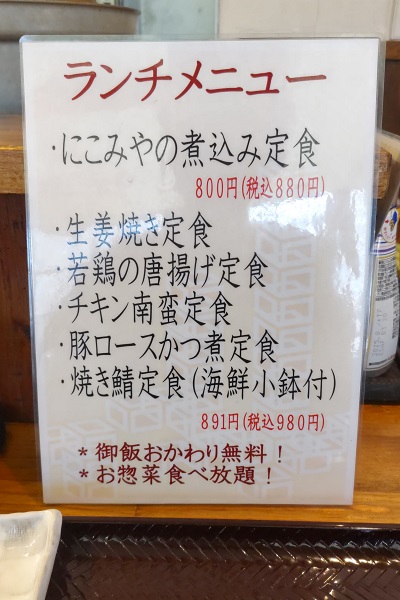 ランチメニュー
・にこみやの煮込み定食
800円(税込880円)
・生姜焼き定食
・若鶏の唐揚げ定食
・チキン南蛮定食
・豚ロースかつ煮定食
・焼き鯖定食(海鮮小鉢付)
891円(税込980円)
*御飯おかわり無料!
*お惣菜食べ放題!